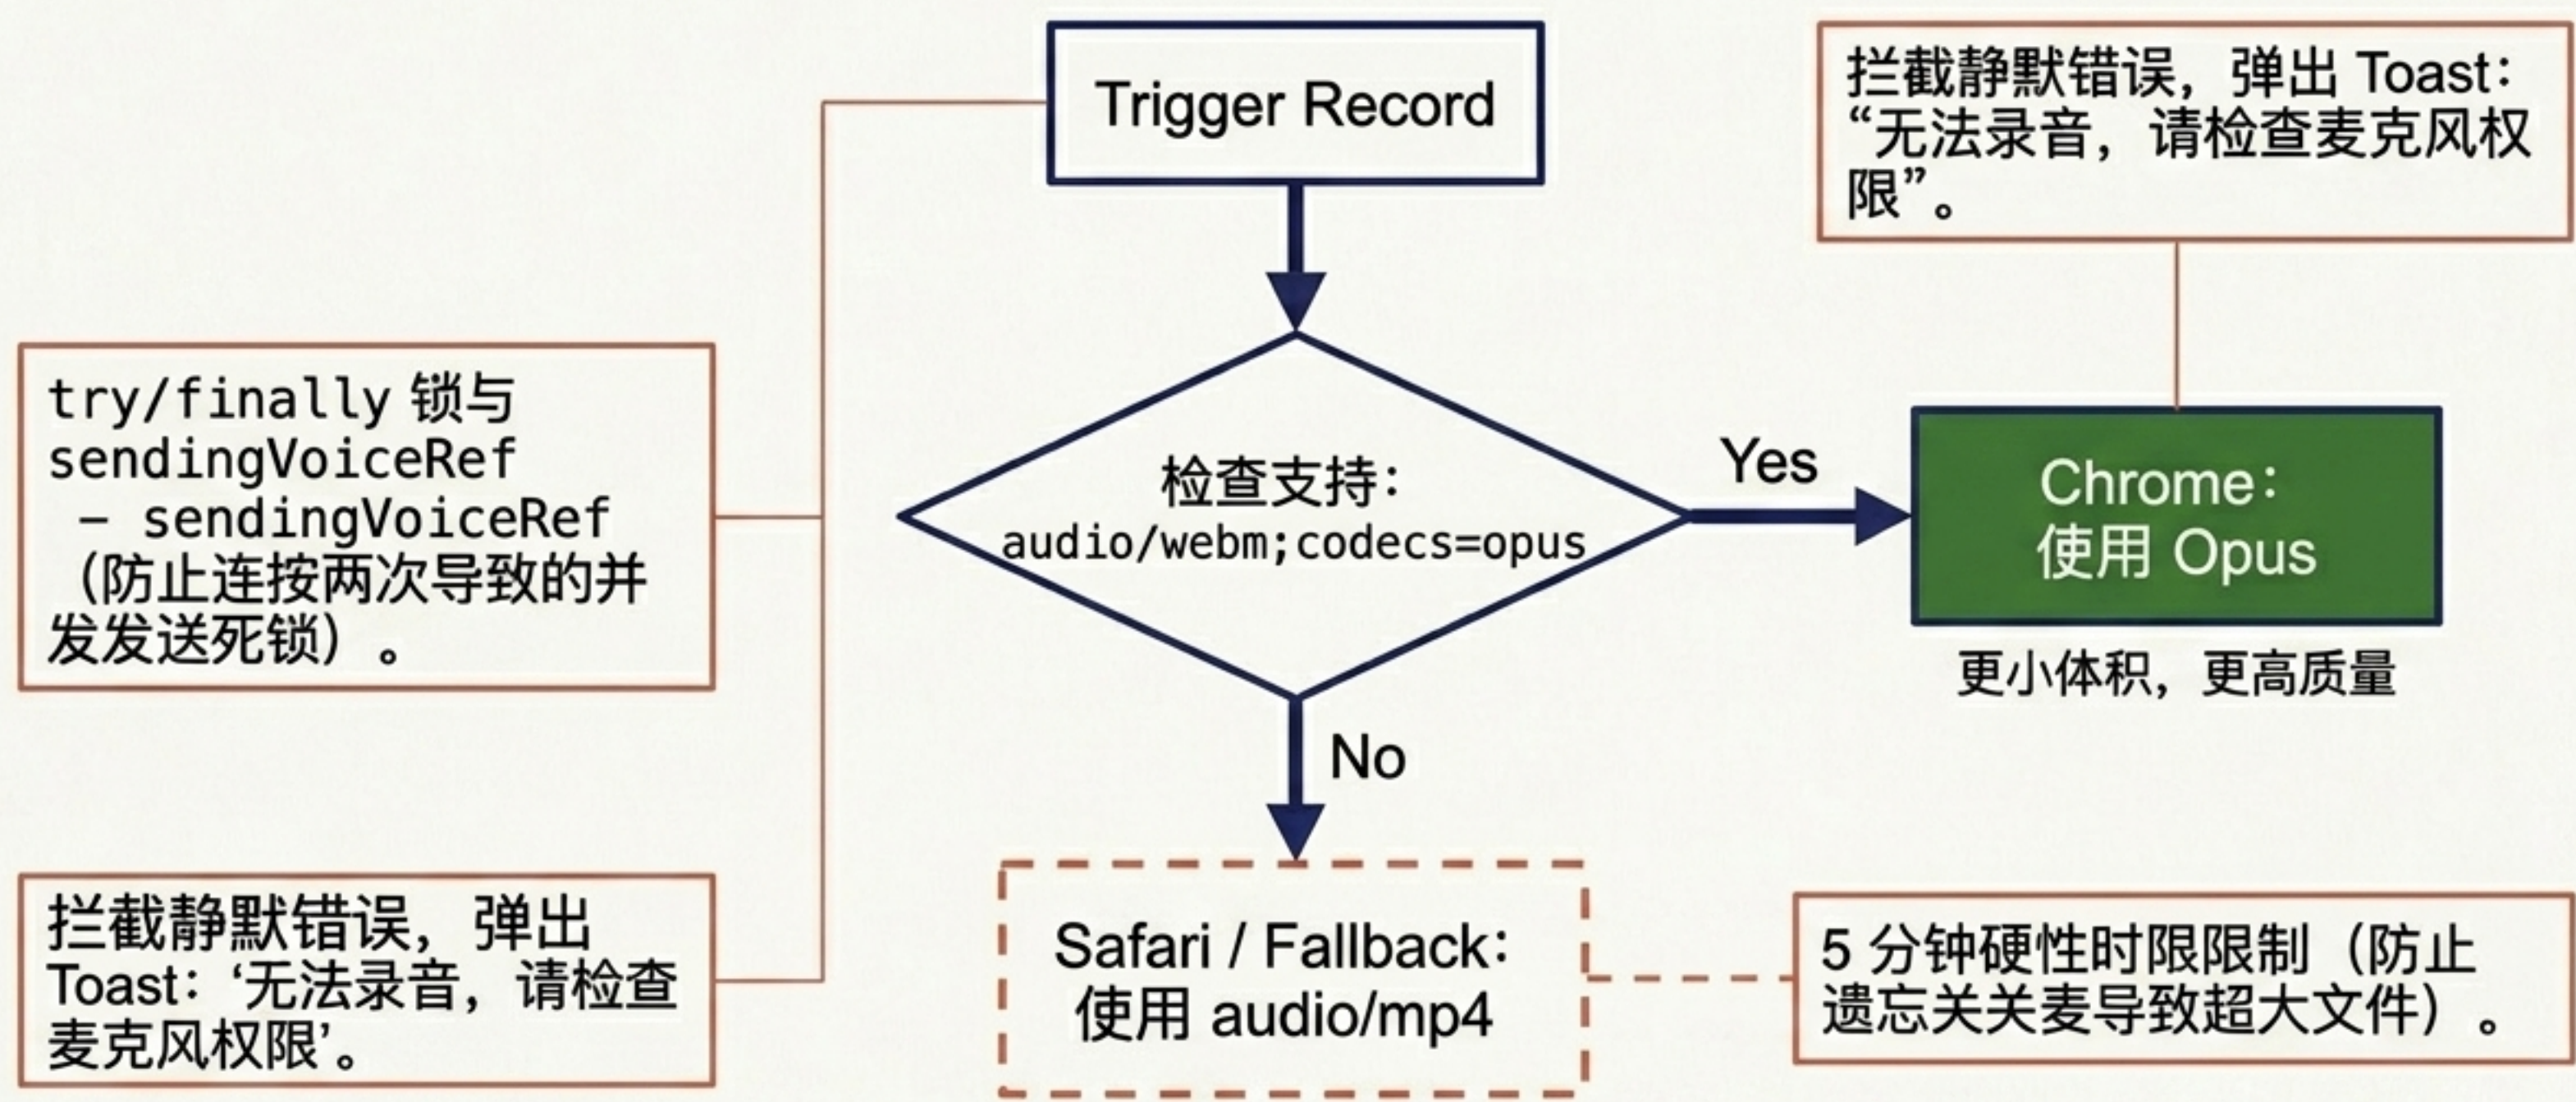 Trigger Record
拦截静默错误，弹出 Toast：
“无法录音，请检查麦克风权
限”。
try/finally 锁与
sendingVoiceRef
– sendingVoiceRef
（防止连按两次导致的并
发发送死锁）。
检查支持：
audio/webm;codecs=opus
Yes
Chrome：
使用 Opus
更小体积，更高质量
No
拦截静默错误，弹出
Toast：‘无法录音，请检查
麦克风权限’。
Safari / Fallback：
使用 audio/mp4
5 分钟硬性时限限制（防止
遗忘关关麦导致超大文件）。